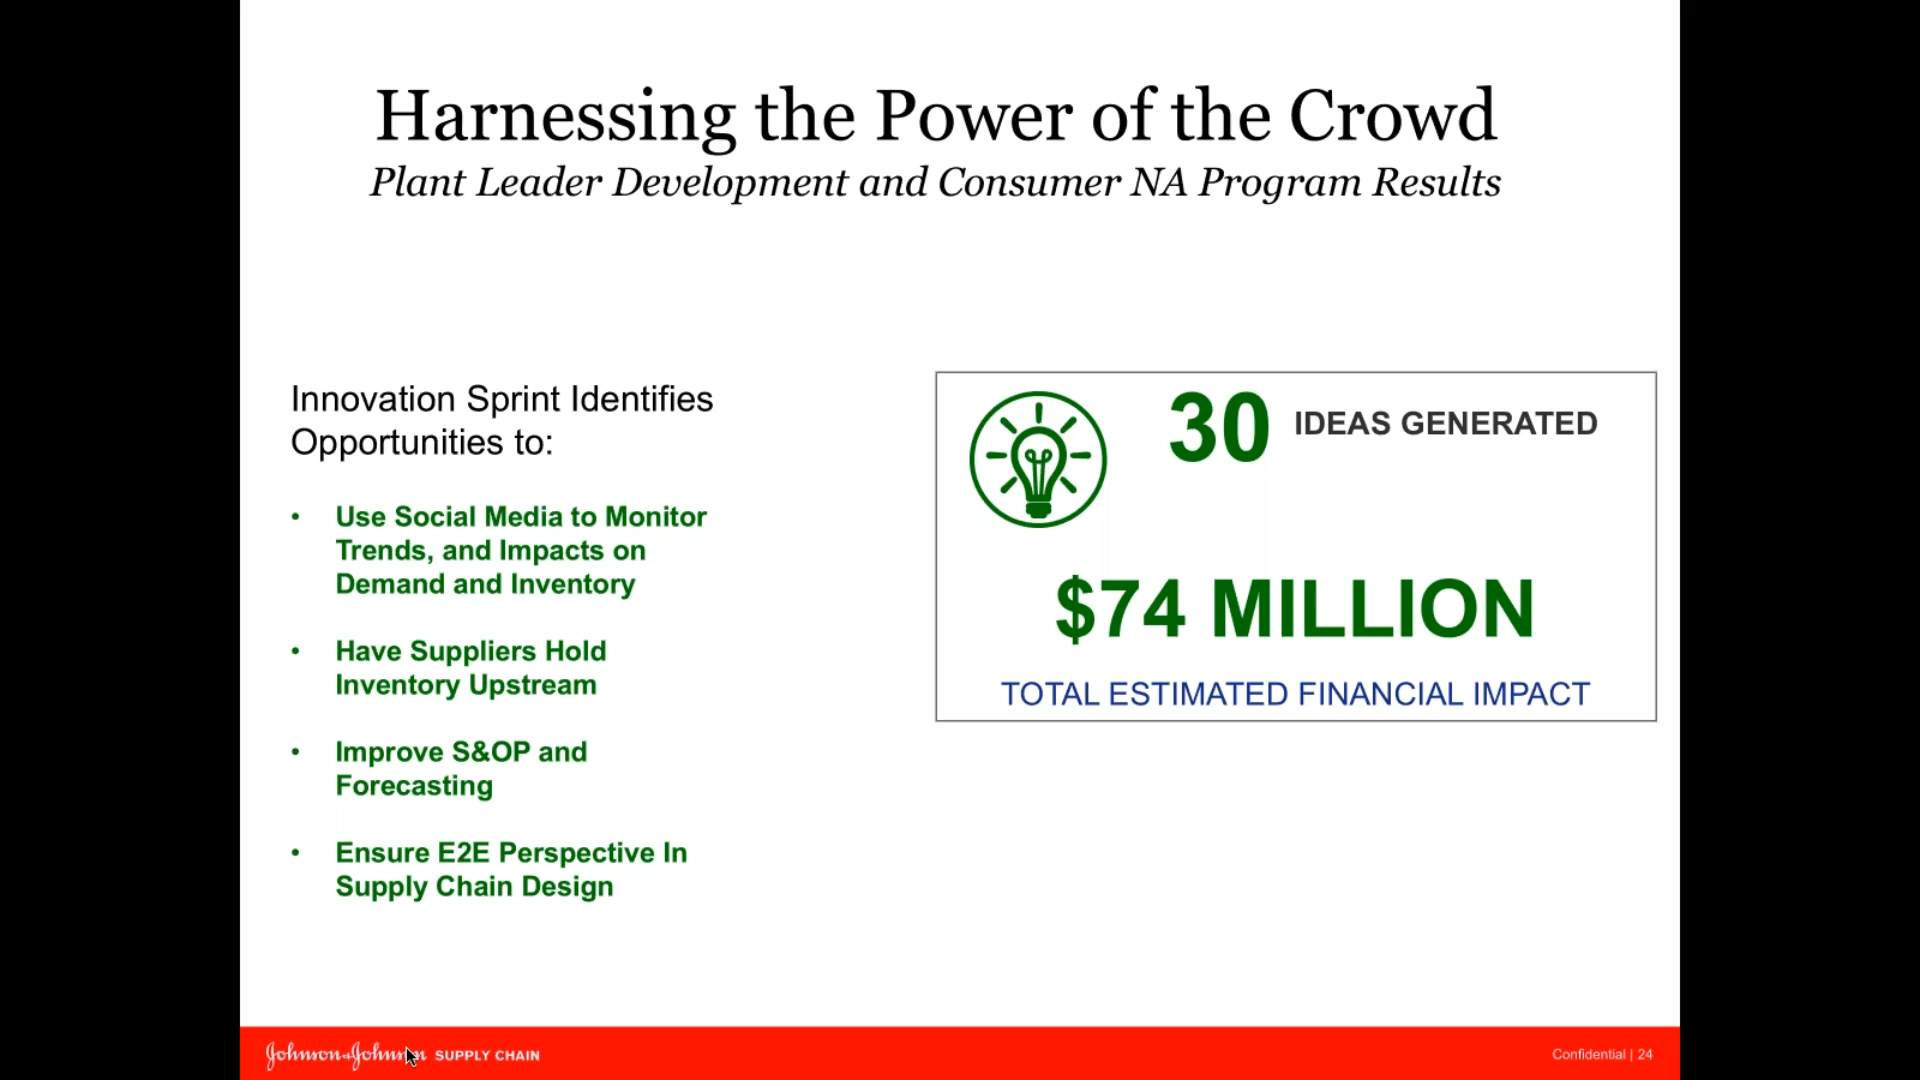 Harnessing the Power of the Crowd
Plant Leader Development and Consumer NA Program Results
Innovation Sprint Identifies
Opportunities to:
• Use Social Media to Monitor
Trends, and Impacts on
Demand and Inventory
• Have Suppliers Hold
Inventory Upstream
• Improve S&OP and
Forecasting
• Ensure E2E Perspective In
Supply Chain Design
30 IDEAS GENERATED
$74 MILLION
TOTAL ESTIMATED FINANCIAL IMPACT
Johnson & Johnson SUPPLY CHAIN
Confidential | 24